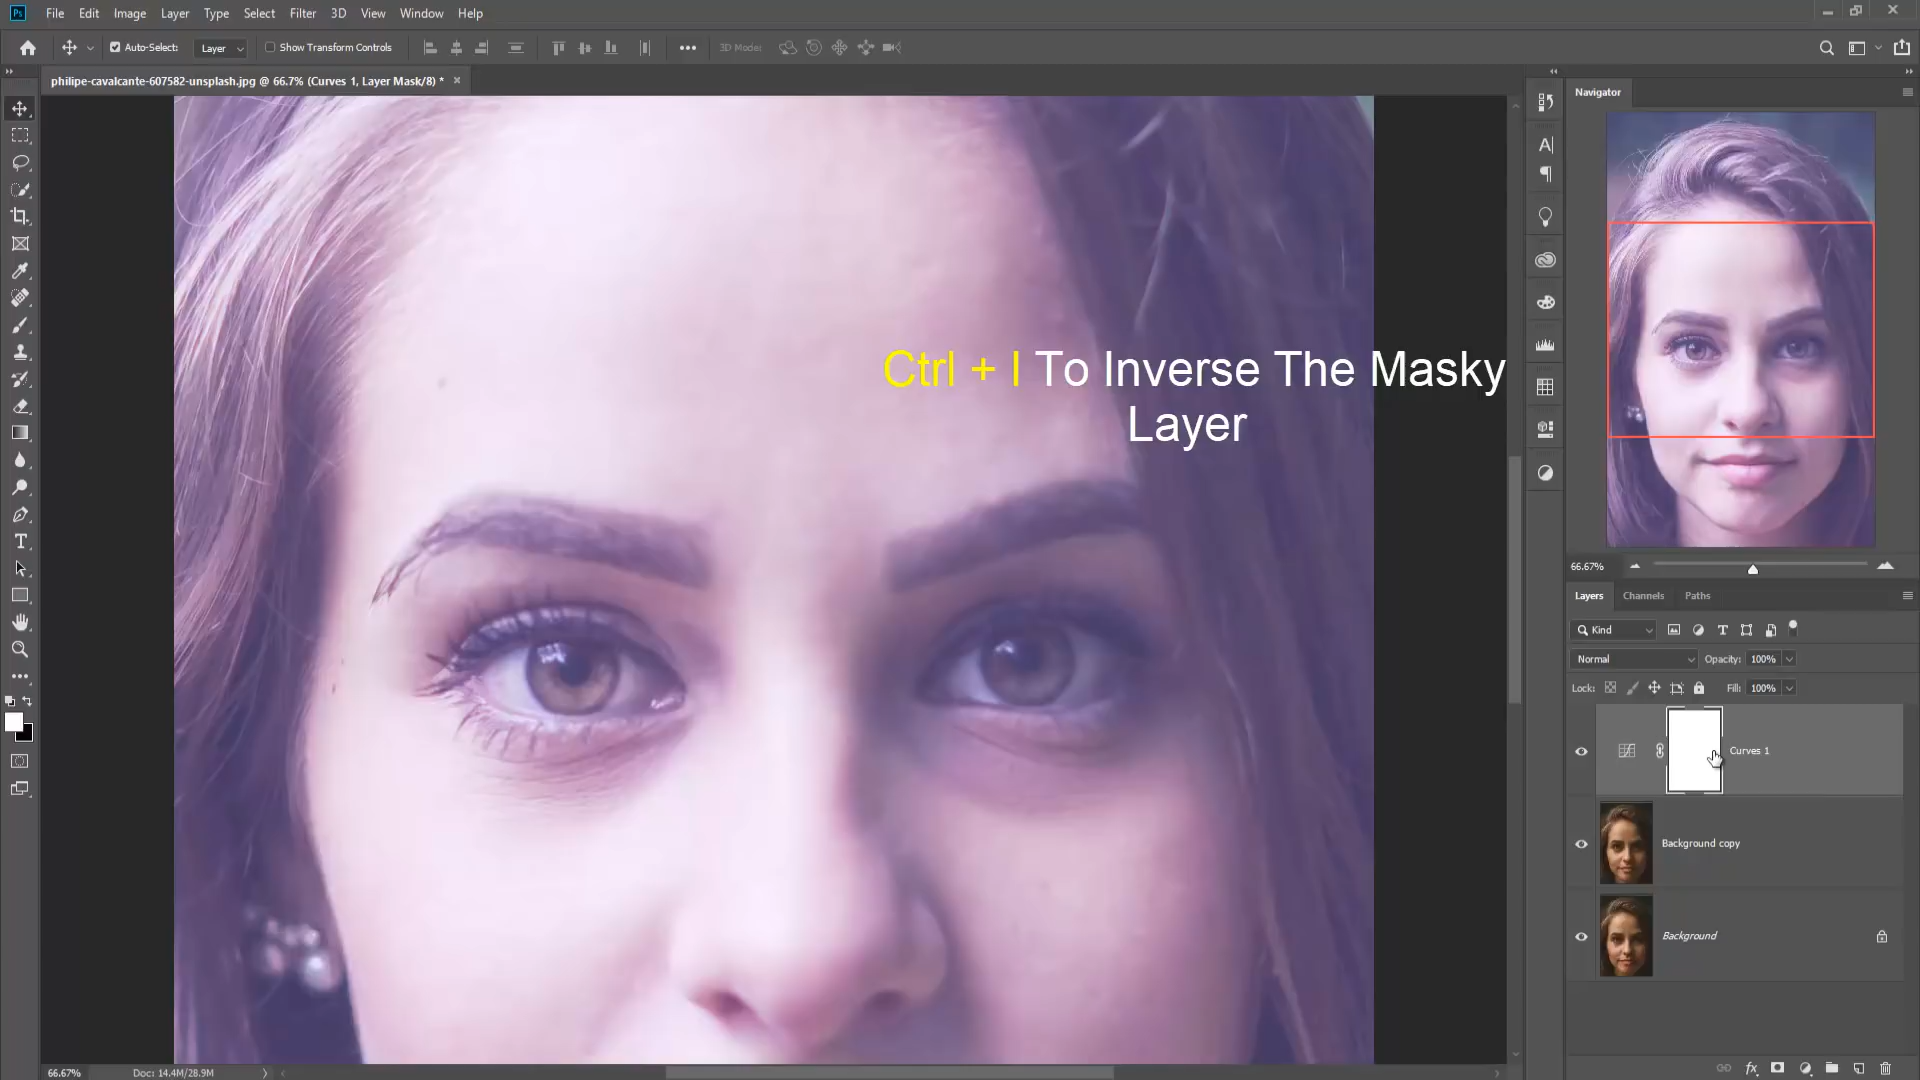 Ps File Edit Image Layer Type Select Filter 3D View Window Help
Auto-Select: Layer Show Transform Controls 3D Mode:
philipe-cavalcante-607582-unsplash.jpg @ 66.7% (Curves 1, Layer Mask/8) *
Navigator
Ctrl + I To Inverse The Masky
Layer
66.67%
Layers Channels Paths
Kind
Normal Opacity: 100%
Lock: Fill: 100%
Curves 1
Background copy
Background
66.67% Doc: 14.4M/28.9M